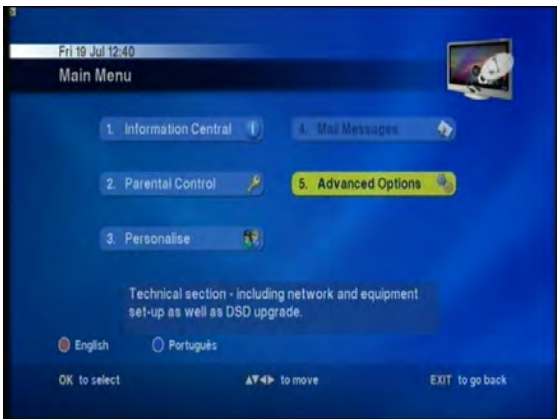 Fri 19 Jul 12:40
Main Menu
1. Information Central
4. Mail Messages
2. Parental Control
5. Advanced Options
3. Personalise
Technical section - including network and equipment
set-up as well as DSD upgrade.
English Português
OK to select ▲▼◀▶ to move EXIT to go back